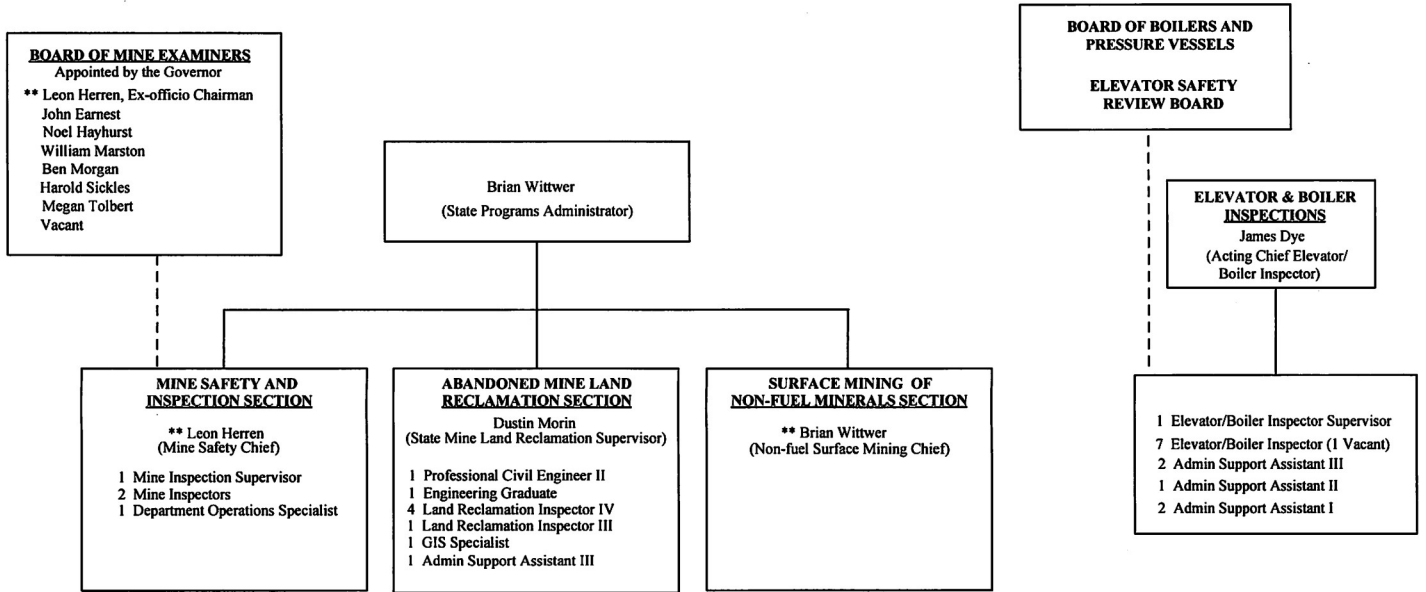 BOARD OF MINE EXAMINERS
Appointed by the Governor
** Leon Herren, Ex-officio Chairman
John Earnest
Noel Hayhurst
William Marston
Ben Morgan
Harold Sickles
Megan Tolbert
Vacant
Brian Wittwer
(State Programs Administrator)
BOARD OF BOILERS AND
PRESSURE VESSELS
ELEVATOR SAFETY
REVIEW BOARD
ELEVATOR & BOILER
INSPECTIONS
James Dye
(Acting Chief Elevator/
Boiler Inspector)
MINE SAFETY AND
INSPECTION SECTION
** Leon Herren
(Mine Safety Chief)
1 Mine Inspection Supervisor
2 Mine Inspectors
1 Department Operations Specialist
ABANDONED MINE LAND
RECLAMATION SECTION
Dustin Morin
(State Mine Land Reclamation Supervisor)
1 Professional Civil Engineer II
1 Engineering Graduate
4 Land Reclamation Inspector IV
1 Land Reclamation Inspector III
1 GIS Specialist
1 Admin Support Assistant III
SURFACE MINING OF
NON-FUEL MINERALS SECTION
** Brian Wittwer
(Non-fuel Surface Mining Chief)
1 Elevator/Boiler Inspector Supervisor
7 Elevator/Boiler Inspector (1 Vacant)
2 Admin Support Assistant III
1 Admin Support Assistant II
2 Admin Support Assistant I